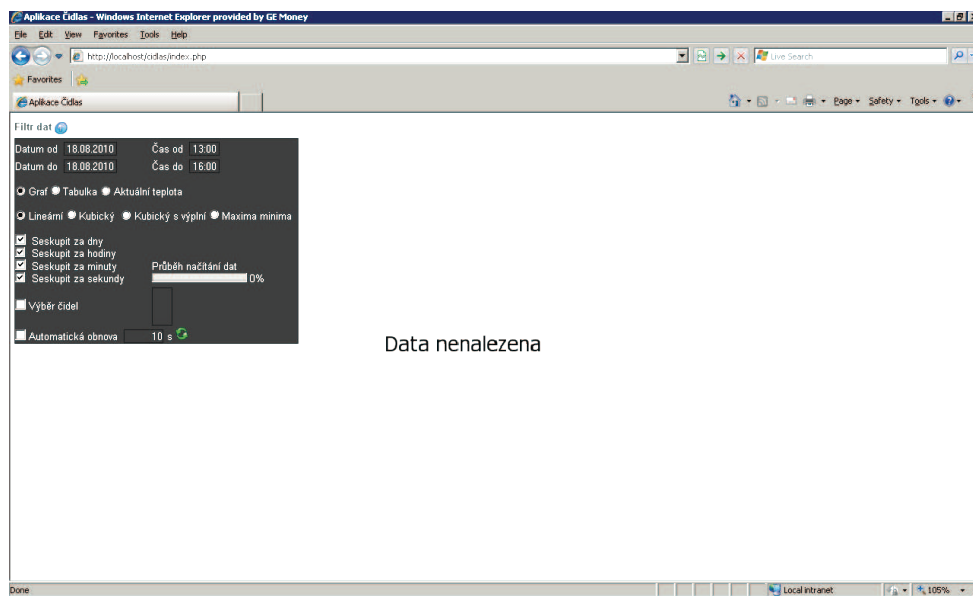 Aplikace Čidlas - Windows Internet Explorer provided by GE Money
File Edit View Favorites Tools Help
http://localhost/cidlas/index.php
Live Search
Favorites
Aplikace Čidlas
Page Safety Tools
Filtr dat
Datum od 18.08.2010 Čas od 13:00
Datum do 18.08.2010 Čas do 16:00
Graf Tabulka Aktuální teplota
Lineární Kubický Kubický s výplní Maxima minima
Seskupit za dny
Seskupit za hodiny
Seskupit za minuty Průběh načítání dat
Seskupit za sekundy 0%
Výběr čidel
Automatická obnova 10 s
Data nenalezena
Done Local intranet 105%